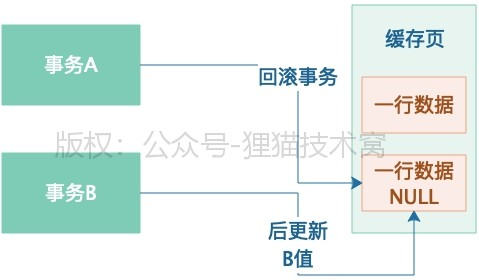 缓存页
事务A
回滚事务
一行数据
版权：公众号-狸猫技术窝
一行数据
NULL
事务B
后更新
B值